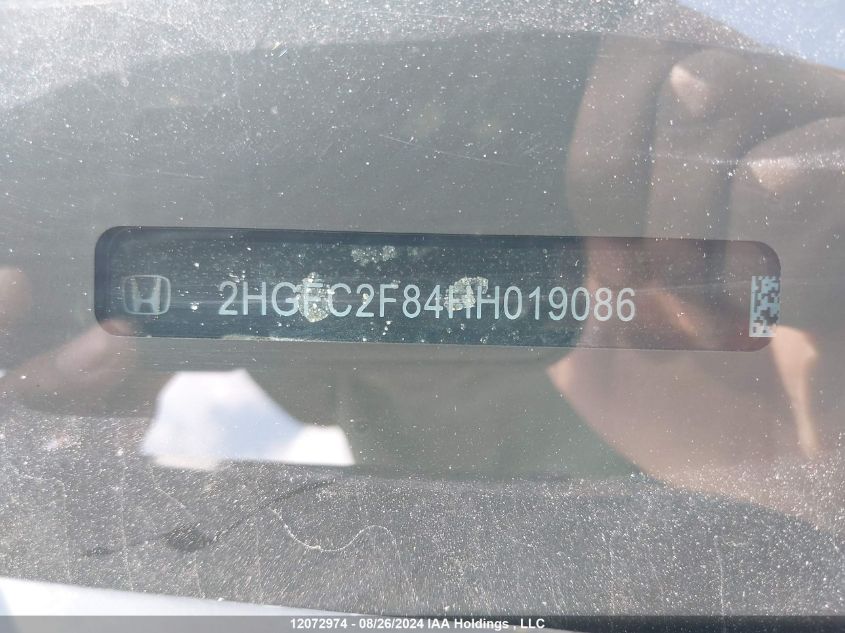 2HGFC2F84HH019086
12072974 - 08/26/2024 IAA Holdings , LLC